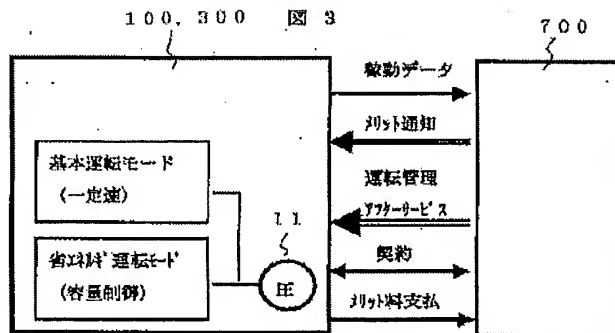 100, 300 図 3
700
稼動データ
メリット通知
基本運転モード
(一定速)
運転管理
アフターサービス
11
省エネルギ運転モード
(容量制御)
圧
契約
メリット料支払